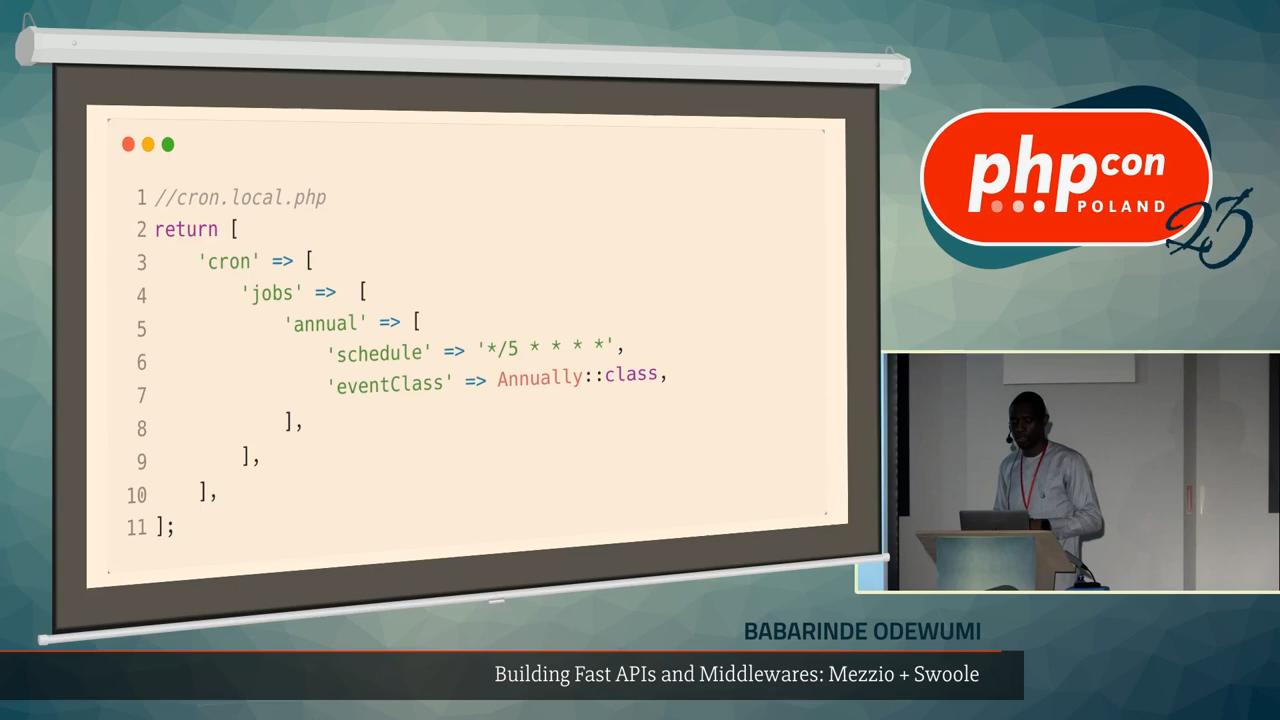 1 //cron.local.php
2 return [
3 'cron' => [
4 'jobs' => [
5 'annual' => [
6 'schedule' => '*/5 * * * *',
7 'eventClass' => Annually::class,
8 ],
9 ],
10 ],
11 ];
phpcon
POLAND
23
BABARINDE ODEWUMI
Building Fast APIs and Middlewares: Mezzio + Swoole